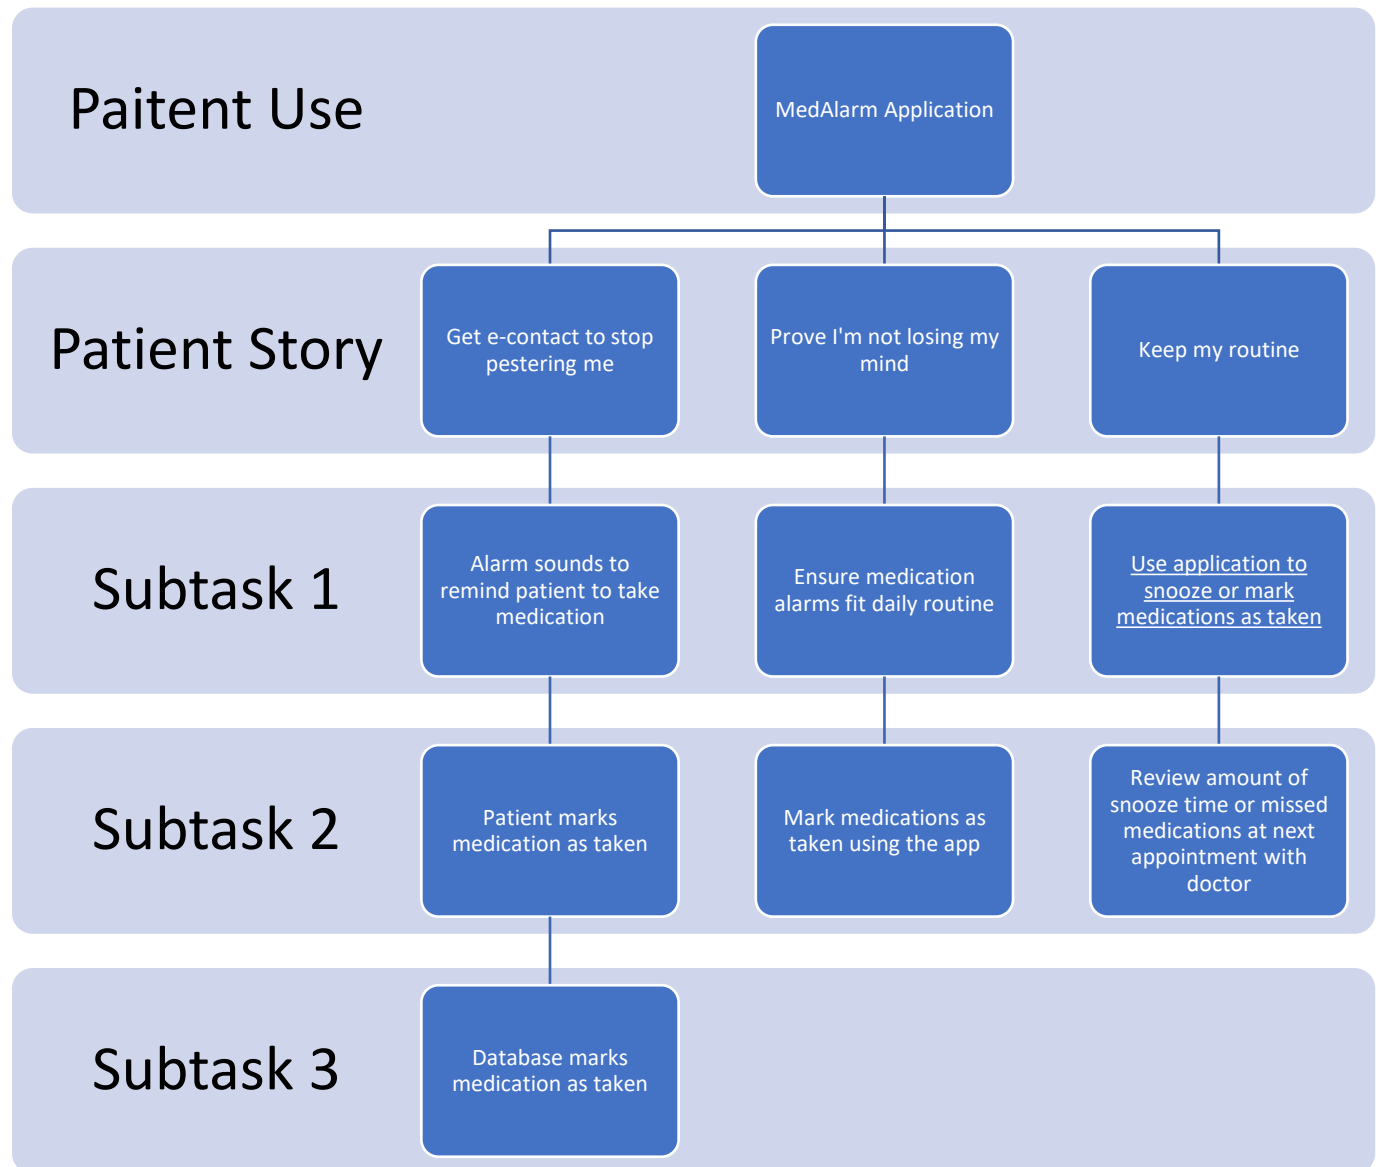 Paitent Use
MedAlarm Application
Patient Story
Get e-contact to stop
pestering me
Prove I'm not losing my
mind
Keep my routine
Subtask 1
Alarm sounds to
remind patient to take
medication
Ensure medication
alarms fit daily routine
Use application to
snooze or mark
medications as taken
Subtask 2
Patient marks
medication as taken
Mark medications as
taken using the app
Review amount of
snooze time or missed
medications at next
appointment with
doctor
Subtask 3
Database marks
medication as taken